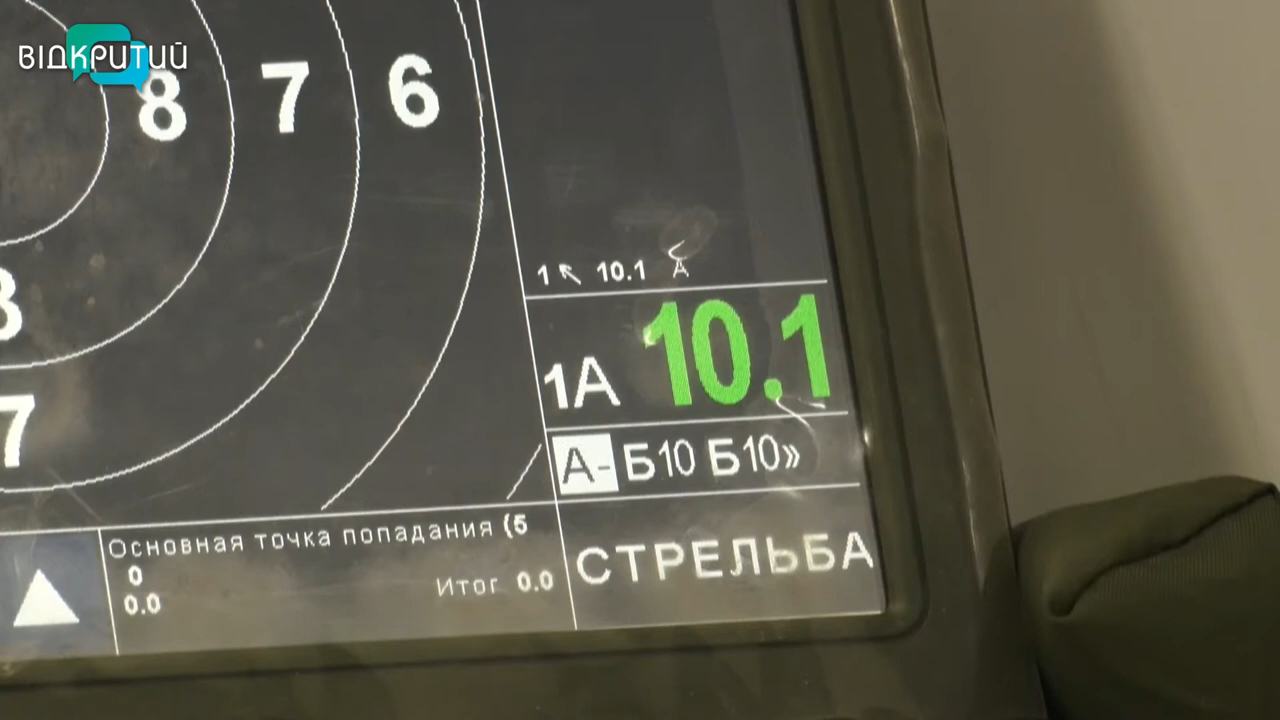 ВІДКРИТИЙ
8 7 6
8
7
1 ↖ 10.1 A
1A 10.1
А- Б10 Б10»
Основная точка попадания (5
0
0.0
Итог 0.0
СТРЕЛЬБА